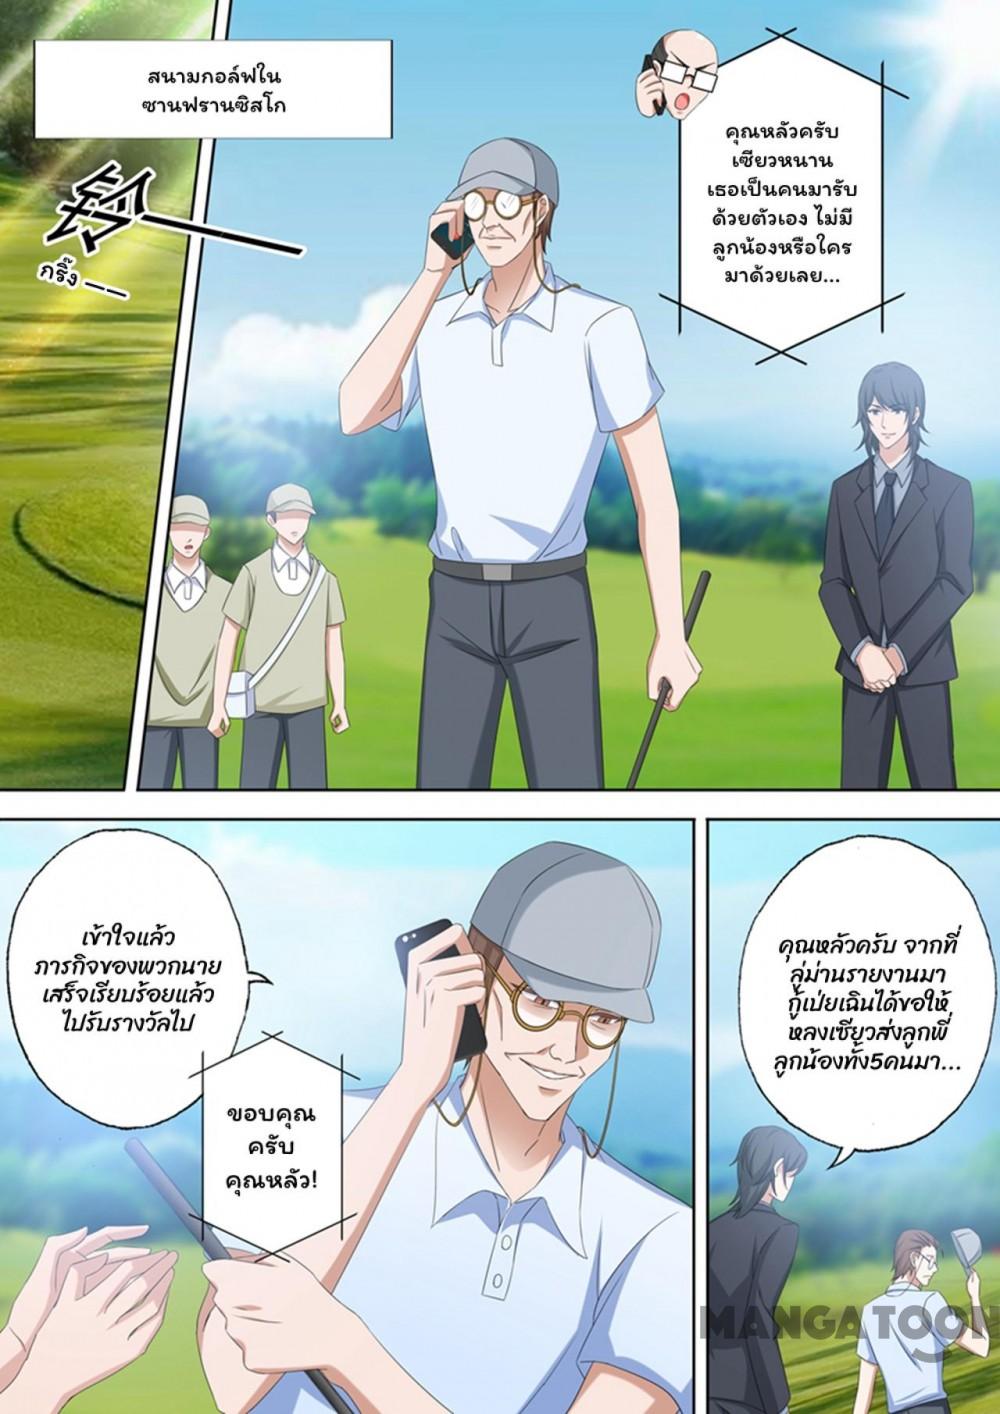 สนามกอล์ฟใน
ซานฟรานซิสโก
铃——
กริ๊ง — —
คุณหลัวครับ
เซียวหนาน
เธอเป็นคนมารับ
ด้วยตัวเอง ไม่มี
ลูกน้องหรือใคร
มาด้วยเลย...
เข้าใจแล้ว
ภารกิจของพวกนาย
เสร็จเรียบร้อยแล้ว
ไปรับรางวัลไป
ขอบคุณ
ครับ
คุณหลัว!
คุณหลัวครับ จากที่
ลู่ม่านรายงานมา
กู้เป่ยเฉินได้ขอให้
หลงเซียวส่งลูกพี่
ลูกน้องทั้ง5คนมา...
MANGATOON